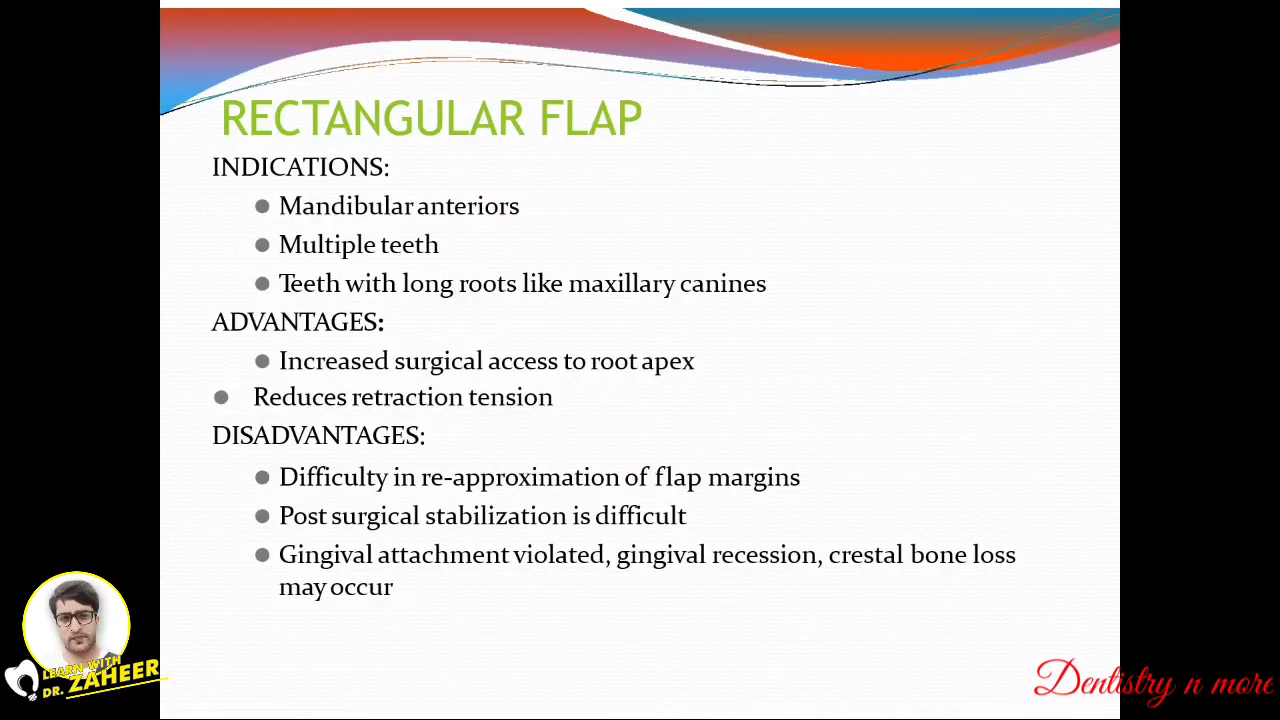 RECTANGULAR FLAP
INDICATIONS:
Mandibular anteriors
Multiple teeth
Teeth with long roots like maxillary canines
ADVANTAGES:
Increased surgical access to root apex
Reduces retraction tension
DISADVANTAGES:
Difficulty in re-approximation of flap margins
Post surgical stabilization is difficult
Gingival attachment violated, gingival recession, crestal bone loss
may occur
LEARN WITH
DR. ZAHEER
Dentistry n more